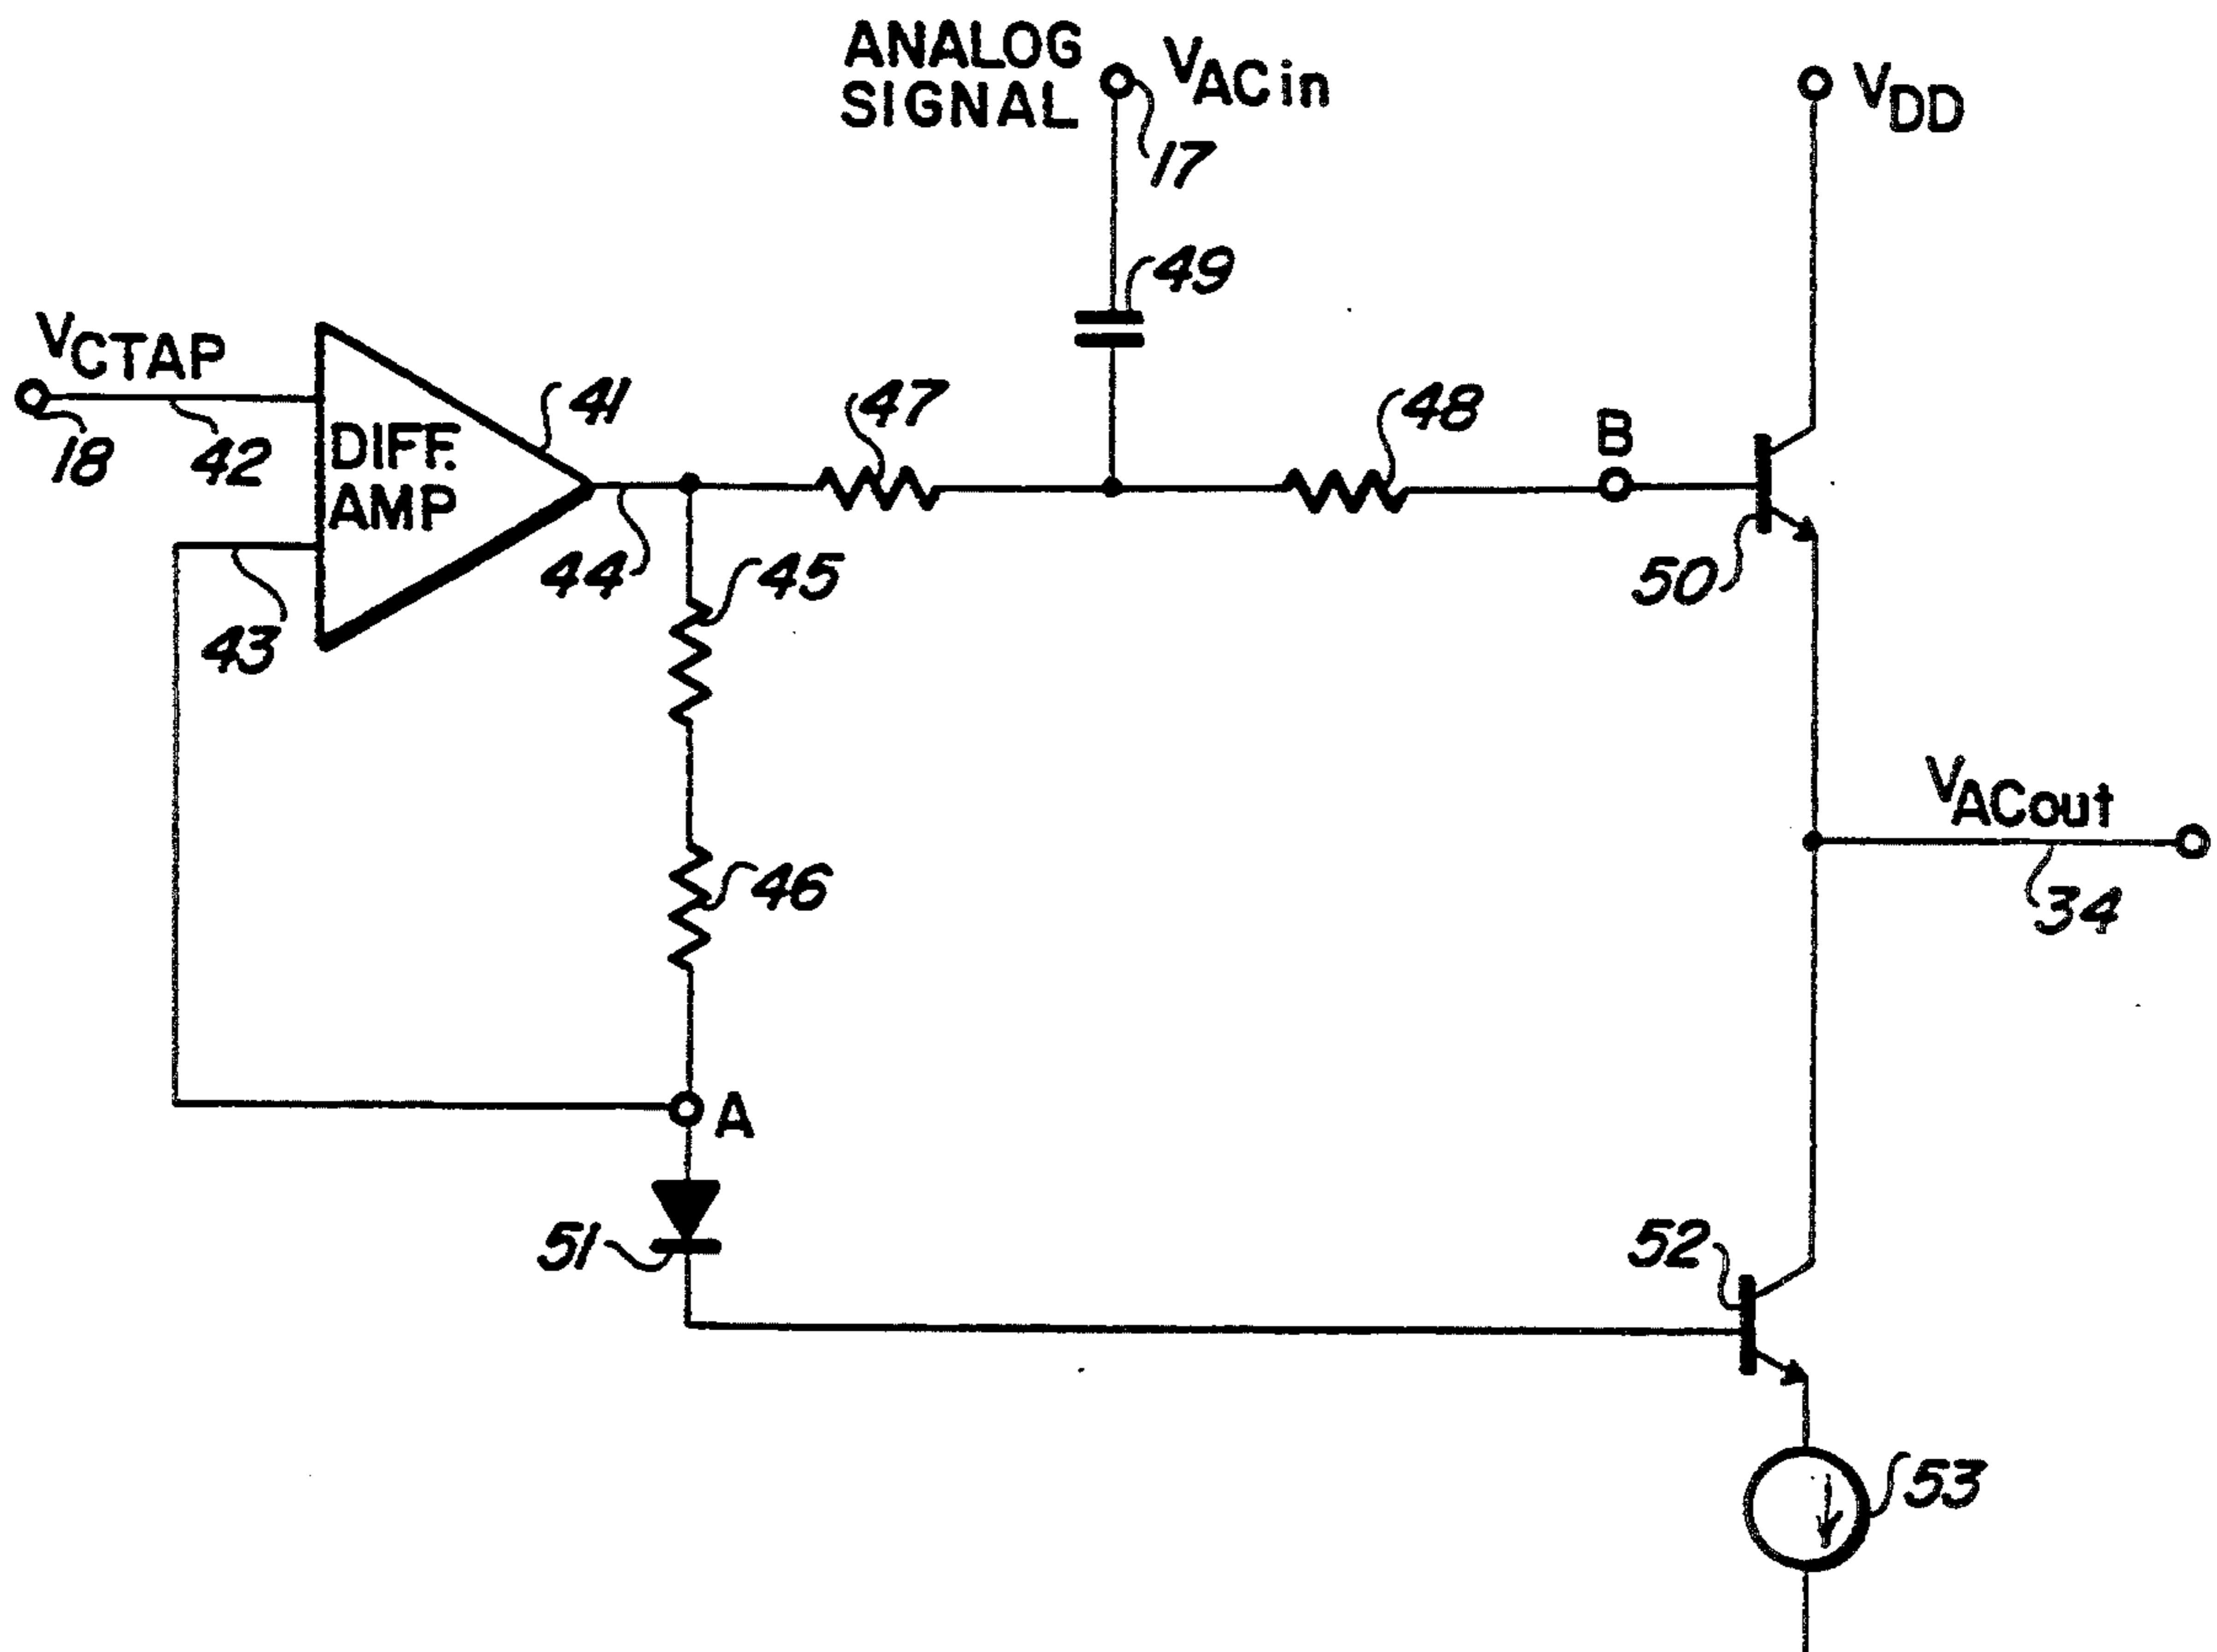 ANALOG
SIGNAL
VACin
17
VDD
49
VCTAP
18
42
DIFF.
AMP
41
47
48
B
50
43
44
45
46
VACout
34
A
51
52
53